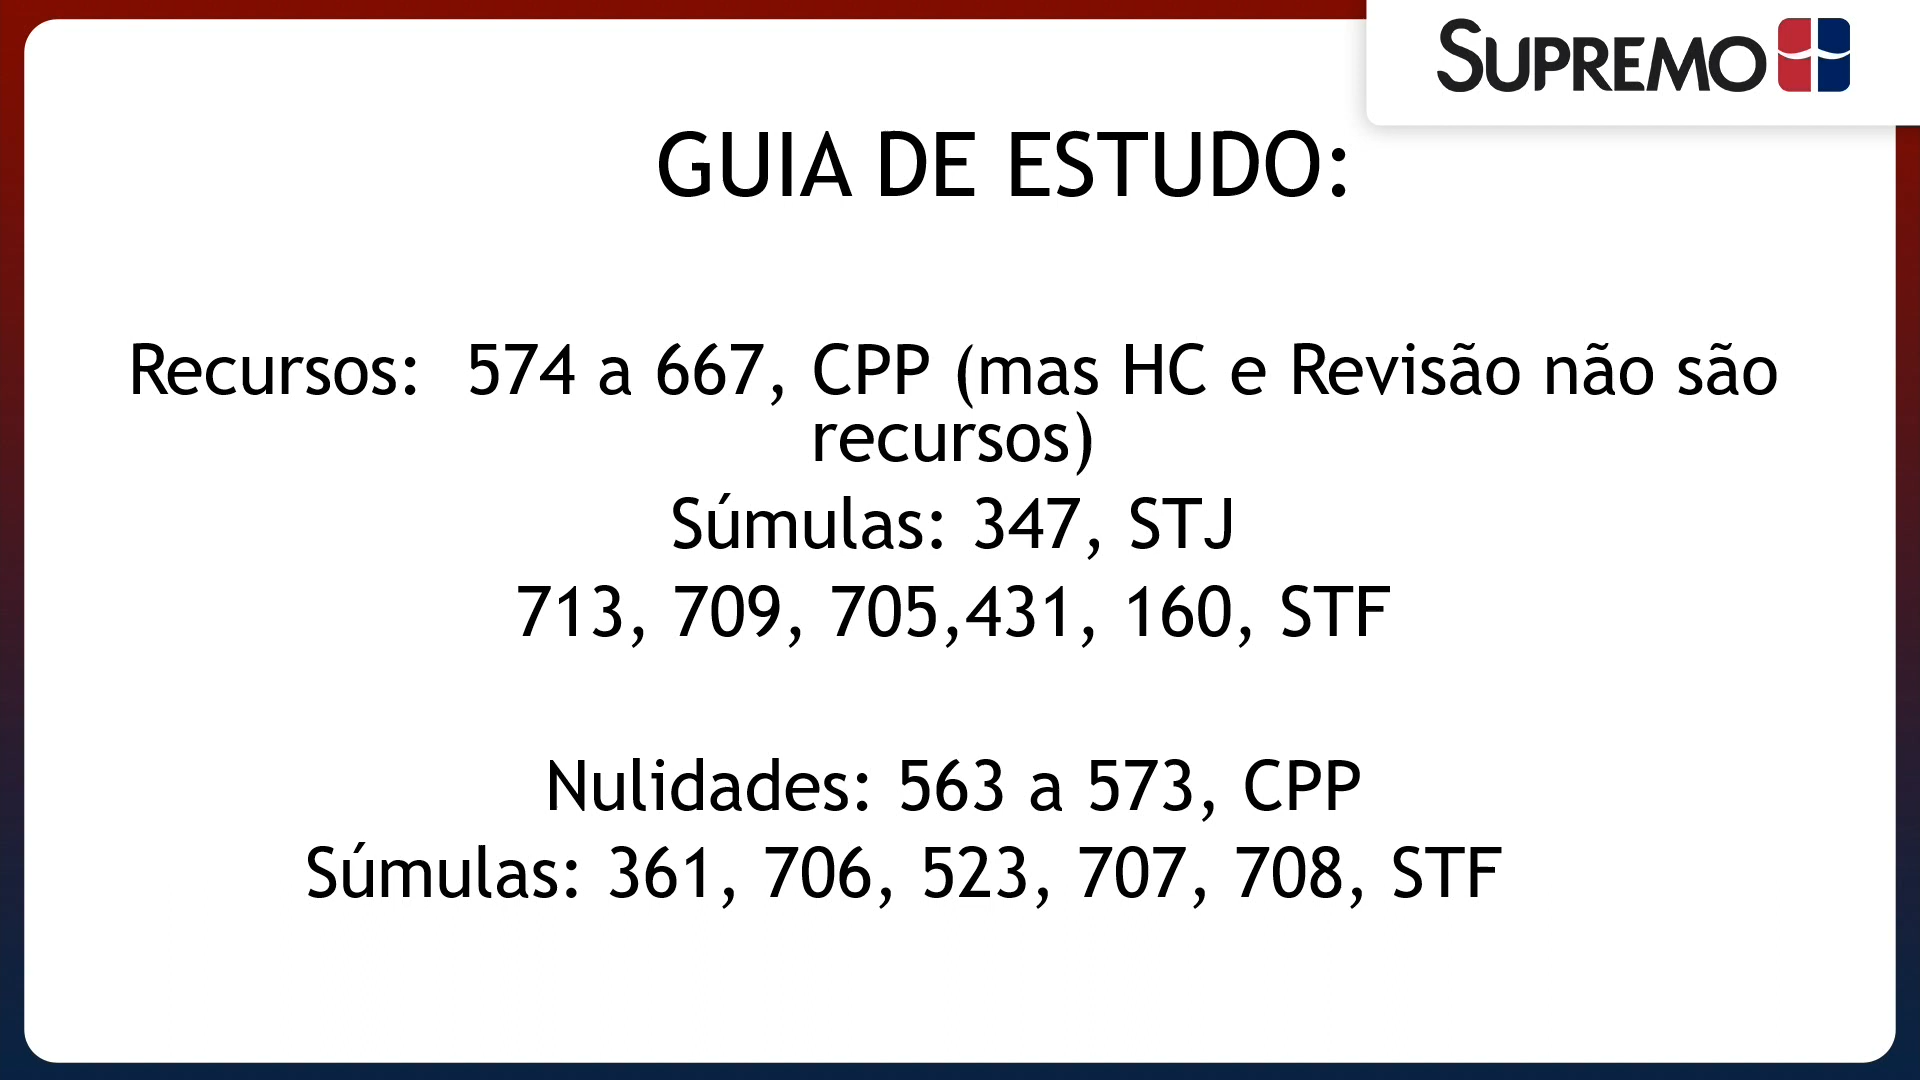 SUPREMO
GUIA DE ESTUDO:
Recursos:  574 a 667, CPP (mas HC e Revisão não são
recursos)
Súmulas: 347, STJ
713, 709, 705,431, 160, STF
Nulidades: 563 a 573, CPP
Súmulas: 361, 706, 523, 707, 708, STF